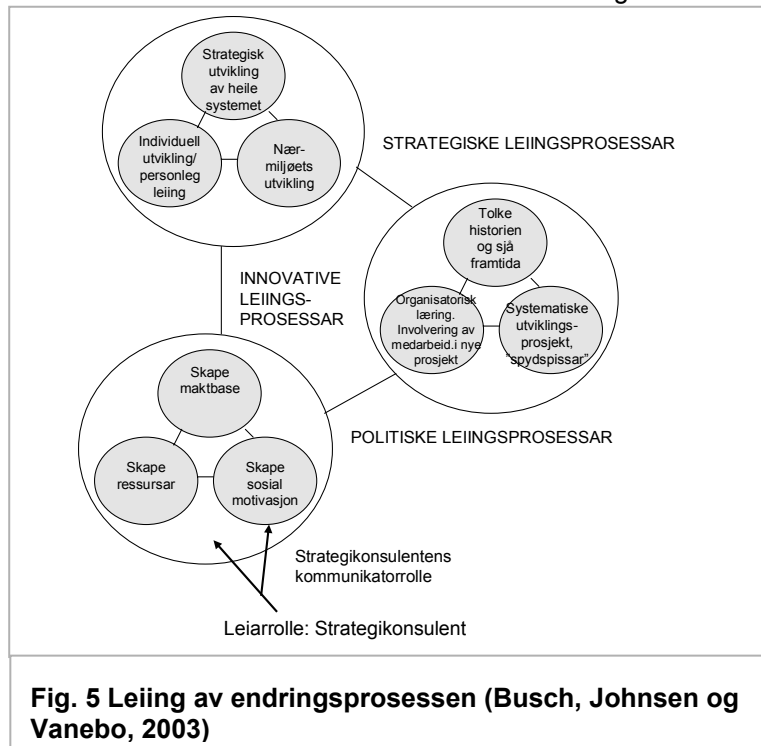 Strategisk
utvikling
av heile
systemet
Individuell
utvikling/
personleg
leiing
Nær-
miljøets
utvikling
STRATEGISKE LEIINGSPROSESSAR
Tolke
historien
og sjå
framtida
Organisatorisk
læring.
Involvering av
medarbeid.i nye
prosjekt
Systematiske
utviklings-
prosjekt,
"spydspissar"
INNOVATIVE
LEIINGS-
PROSESSAR
Skape
maktbase
Skape
ressursar
Skape
sosial
motivasjon
POLITISKE LEIINGSPROSESSAR
Strategikonsulentens
kommunikatorrolle
Leiarrolle: Strategikonsulent
Fig. 5 Leiing av endringsprosessen (Busch, Johnsen og
Vanebo, 2003)